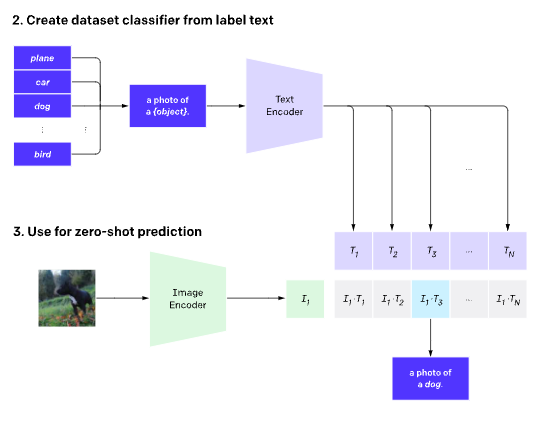 2. Create dataset classifier from label text
plane
car
dog
⋮
⋮
bird
a photo of
a {object}.
Text
Encoder
...
3. Use for zero-shot prediction
T1 T2 T3 ... TN
Image
Encoder
I1
I1·T1 I1·T2 I1·T3 ... I1·TN
a photo of
a dog.